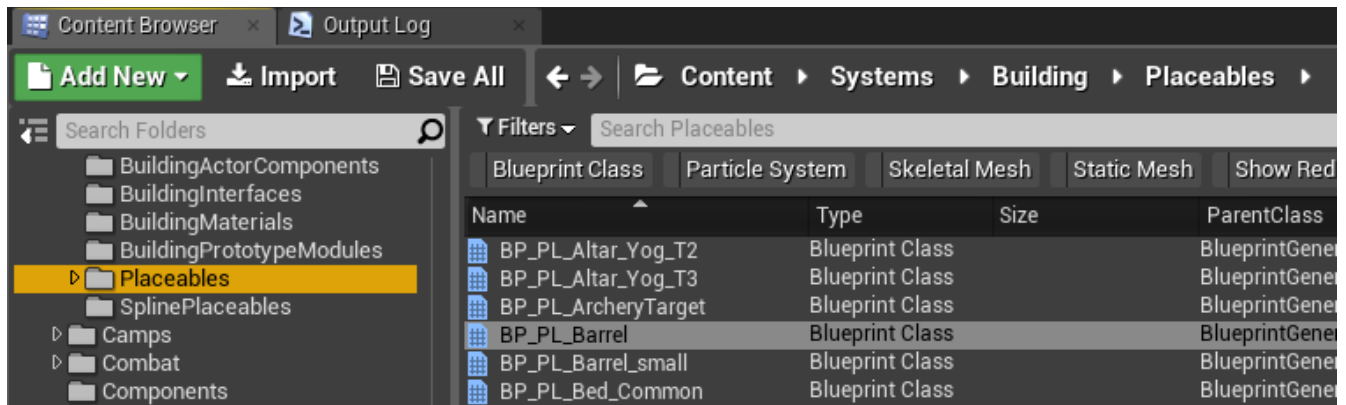 Content Browser Output Log
Add New Import Save All Content Systems Building Placeables
Search Folders
BuildingActorComponents
BuildingInterfaces
BuildingMaterials
BuildingPrototypeModules
Placeables
SplinePlaceables
Camps
Combat
Components
Filters Search Placeables
Blueprint Class Particle System Skeletal Mesh Static Mesh Show Red
Name Type Size ParentClass
BP_PL_Altar_Yog_T2 Blueprint Class BlueprintGener
BP_PL_Altar_Yog_T3 Blueprint Class BlueprintGener
BP_PL_ArcheryTarget Blueprint Class BlueprintGener
BP_PL_Barrel Blueprint Class BlueprintGener
BP_PL_Barrel_small Blueprint Class BlueprintGener
BP_PL_Bed_Common Blueprint Class BlueprintGener